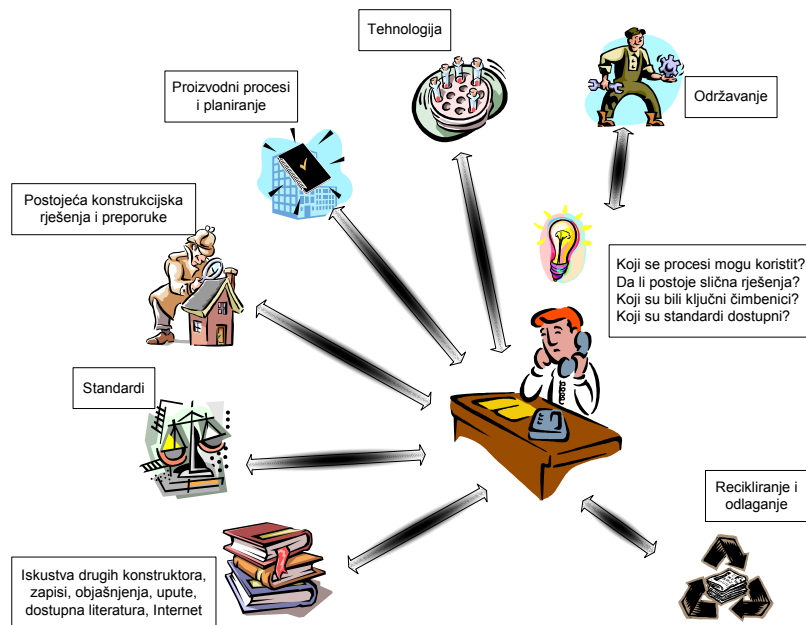 Tehnologija
Održavanje
Proizvodni procesi
i planiranje
Postojeća konstrukcijska
rješenja i preporuke
Koji se procesi mogu koristit?
Da li postoje slična rješenja?
Koji su bili ključni čimbenici?
Koji su standardi dostupni?
Standardi
Recikliranje i
odlaganje
Iskustva drugih konstruktora,
zapisi, objašnjenja, upute,
dostupna literatura, Internet